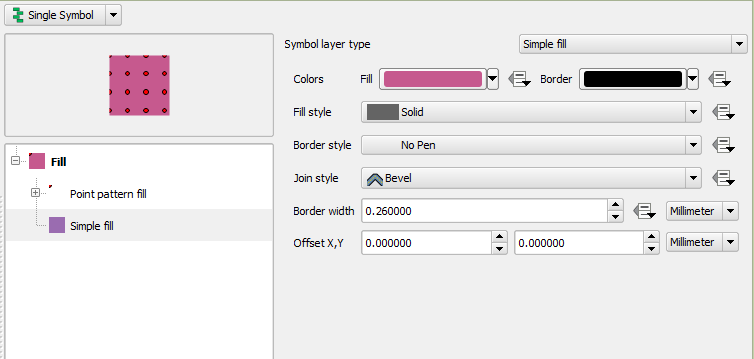 Single Symbol
Symbol layer type Simple fill
Colors Fill Border
Fill style Solid
Border style No Pen
Join style Bevel
Border width 0.260000 Millimeter
Offset X,Y 0.000000 0.000000 Millimeter
Fill
Point pattern fill
Simple fill